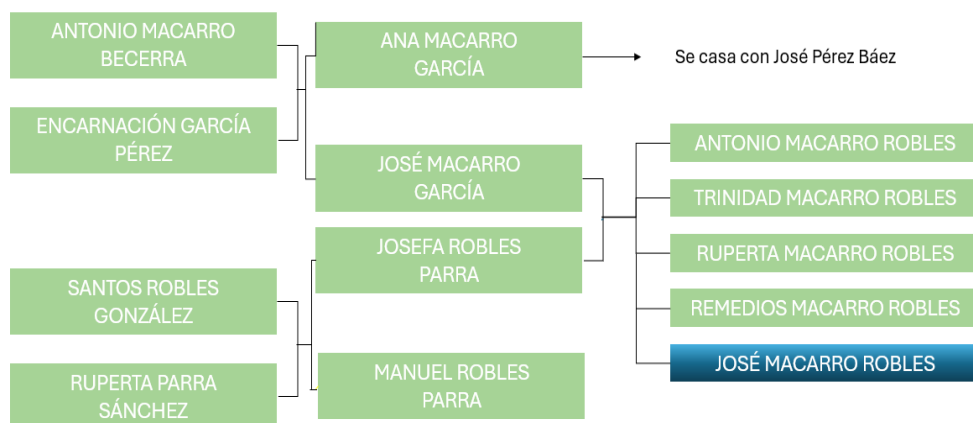 ANTONIO MACARRO
BECERRA
ENCARNACIÓN GARCÍA
PÉREZ
SANTOS ROBLES
GONZÁLEZ
RUPERTA PARRA
SÁNCHEZ
ANA MACARRO
GARCÍA
JOSÉ MACARRO
GARCÍA
JOSEFA ROBLES
PARRA
MANUEL ROBLES
PARRA
Se casa con José Pérez Báez
ANTONIO MACARRO ROBLES
TRINIDAD MACARRO ROBLES
RUPERTA MACARRO ROBLES
REMEDIOS MACARRO ROBLES
JOSÉ MACARRO ROBLES